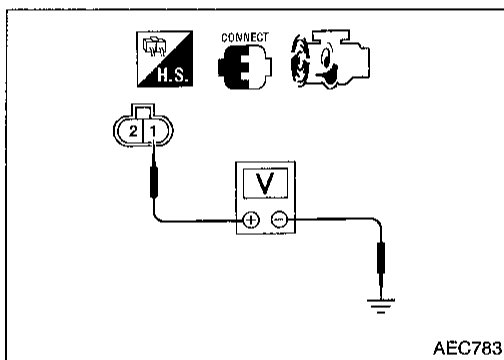 CONNECT
H.S.
2 1
V
+ −
AEC783